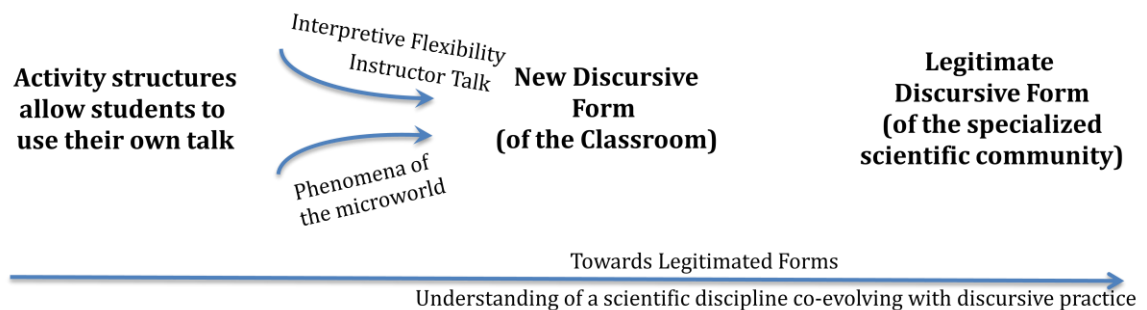 Activity structures
allow students to
use their own talk
Interpretive Flexibility
Instructor Talk
Phenomena of
the microworld
New Discursive
Form
(of the Classroom)
Legitimate
Discursive Form
(of the specialized
scientific community)
Towards Legitimated Forms
Understanding of a scientific discipline co-evolving with discursive practice